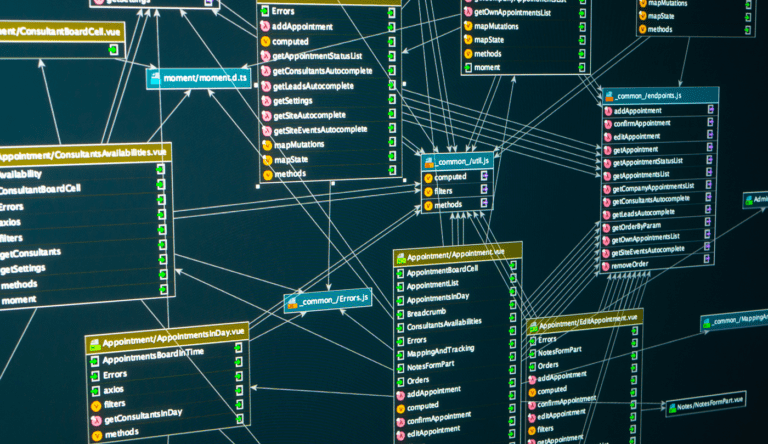 getSettings
ent/ConsultantBoardCell.vue
moment/moment.d.ts
Errors
addAppointment
computed
getAppointmentStatusList
getConsultantsAutocomplete
getLeadsAutocomplete
getSettings
getSiteAutocomplete
getSiteEventsAutocomplete
mapMutations
mapState
methods
getOwnAppointmentsList
mapMutations
mapState
methods
moment
mapMutations
mapState
methods
_common_/endpoints.js
addAppointment
confirmAppointment
editAppointment
getAppointment
getAppointmentStatusList
getAppointmentsList
getCompanyAppointmentsList
getConsultantsAutocomplete
getLeadsAutocomplete
getOrderByParam
getOwnAppointmentsList
getSiteEventsAutocomplete
removeOrder
_common_/util.js
computed
filters
methods
Appointment/ConsultantsAvailabilities.vue
Availability
ConsultantBoardCell
Errors
axios
filters
getConsultants
getSettings
methods
moment
_common_/Errors.js
Appointment/AppointmentsInDay.vue
AppointmentsBoardInTime
Errors
axios
filters
getConsultantsInDay
methods
Appointment/Appointment.vue
AppointmentBoardCell
AppointmentList
AppointmentsInDay
Breadcrumb
ConsultantsAvailabilities
Errors
MappingAndTracking
NotesFormPart
Orders
addAppointment
computed
confirmAppointment
editAppointment
Appointment/EditAppointment.vue
Errors
NotesFormPart
Orders
addAppointment
computed
confirmAppointment
editAppointment
filters
getAppointment
Admi
_common_/MappingAn
Notes/NotesFormPart.vue